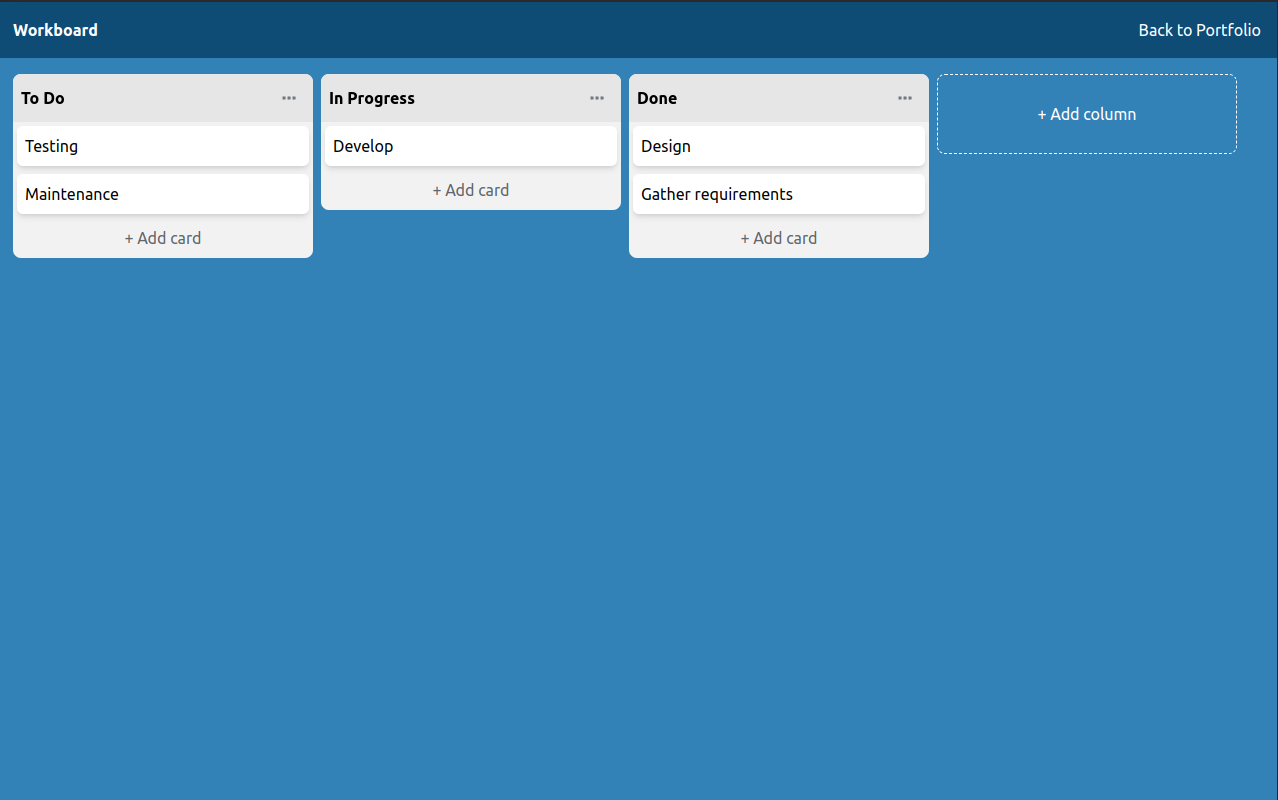 Workboard
Back to Portfolio
To Do
Testing
Maintenance
+ Add card
In Progress
Develop
+ Add card
Done
Design
Gather requirements
+ Add card
+ Add column